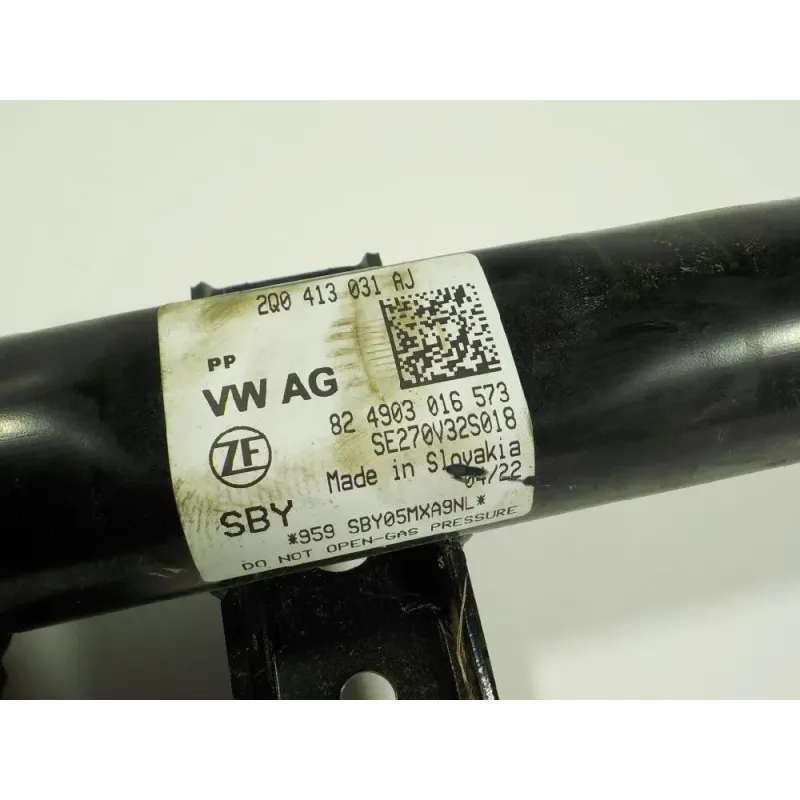 2Q0 413 031 AJ
PP
VW AG
82 4903 016 573
SE270V32S018
ZF
Made in Slovakia
04/22
SBY
*959 SBY05MXA9NL*
DO NOT OPEN-GAS PRESSURE